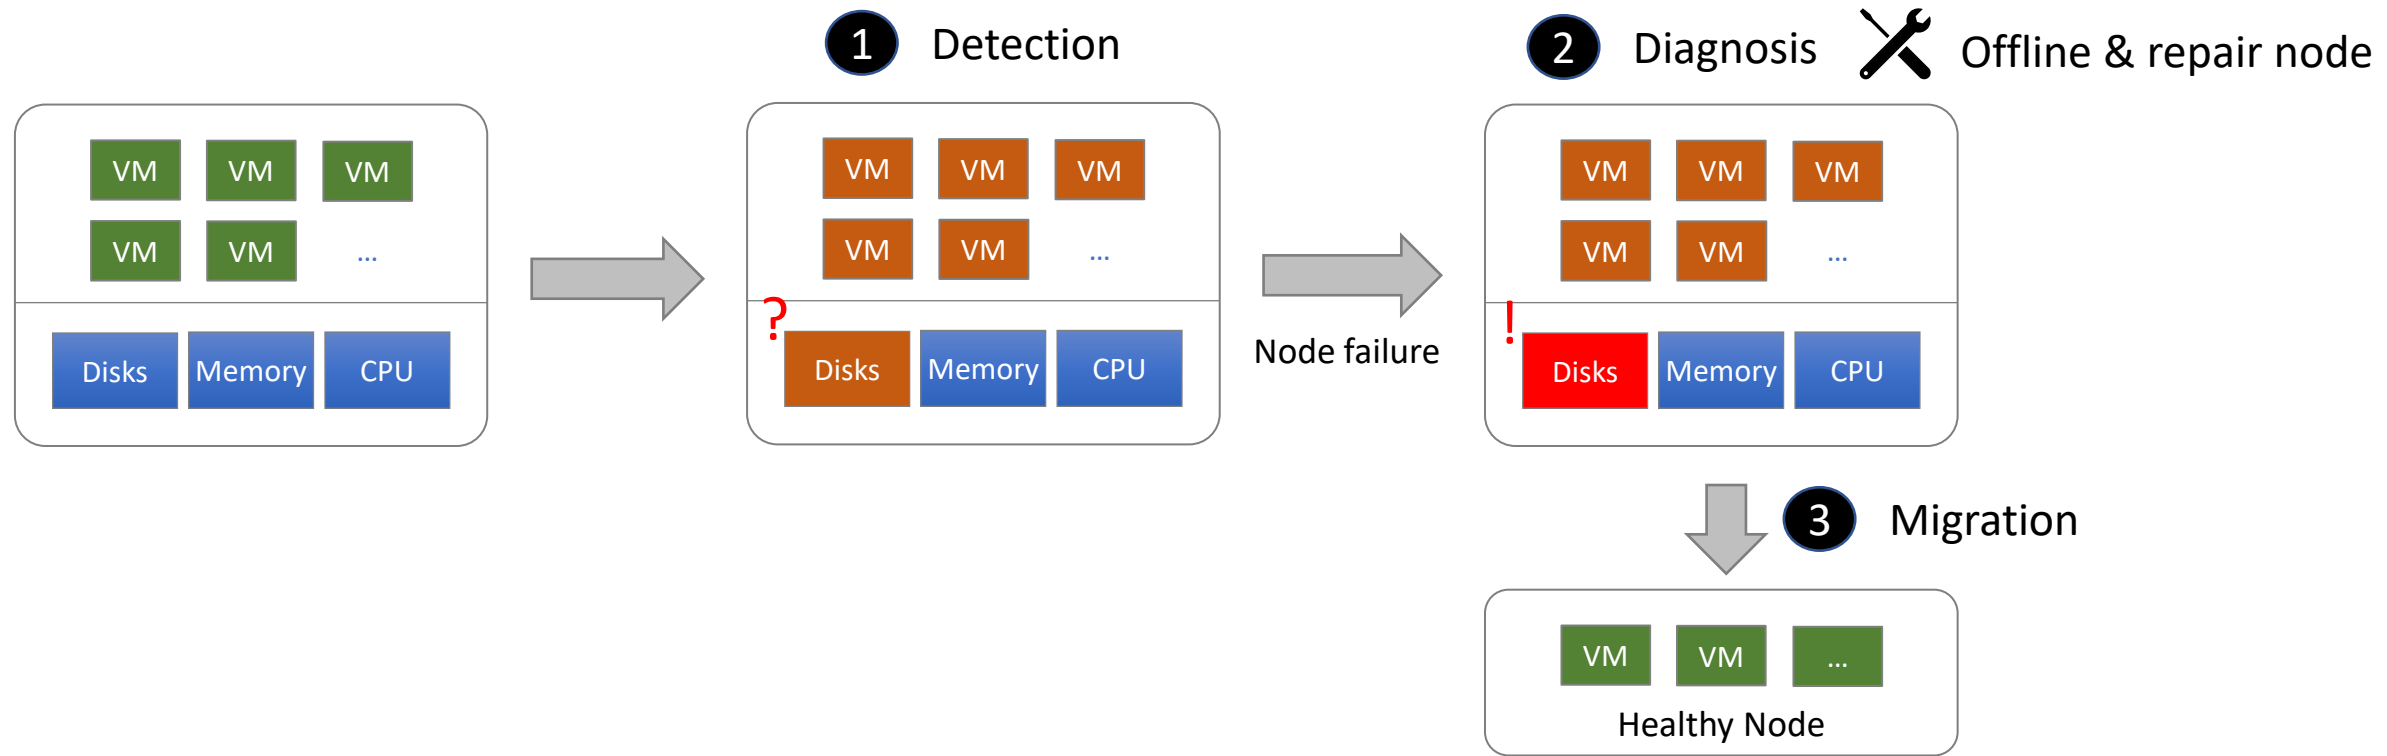 1 Detection
2 Diagnosis Offline & repair node
VM VM VM
VM VM ...
Disks Memory CPU
VM VM VM
VM VM ...
?
Disks Memory CPU
Node failure
VM VM VM
VM VM ...
!
Disks Memory CPU
3 Migration
VM VM ...
Healthy Node